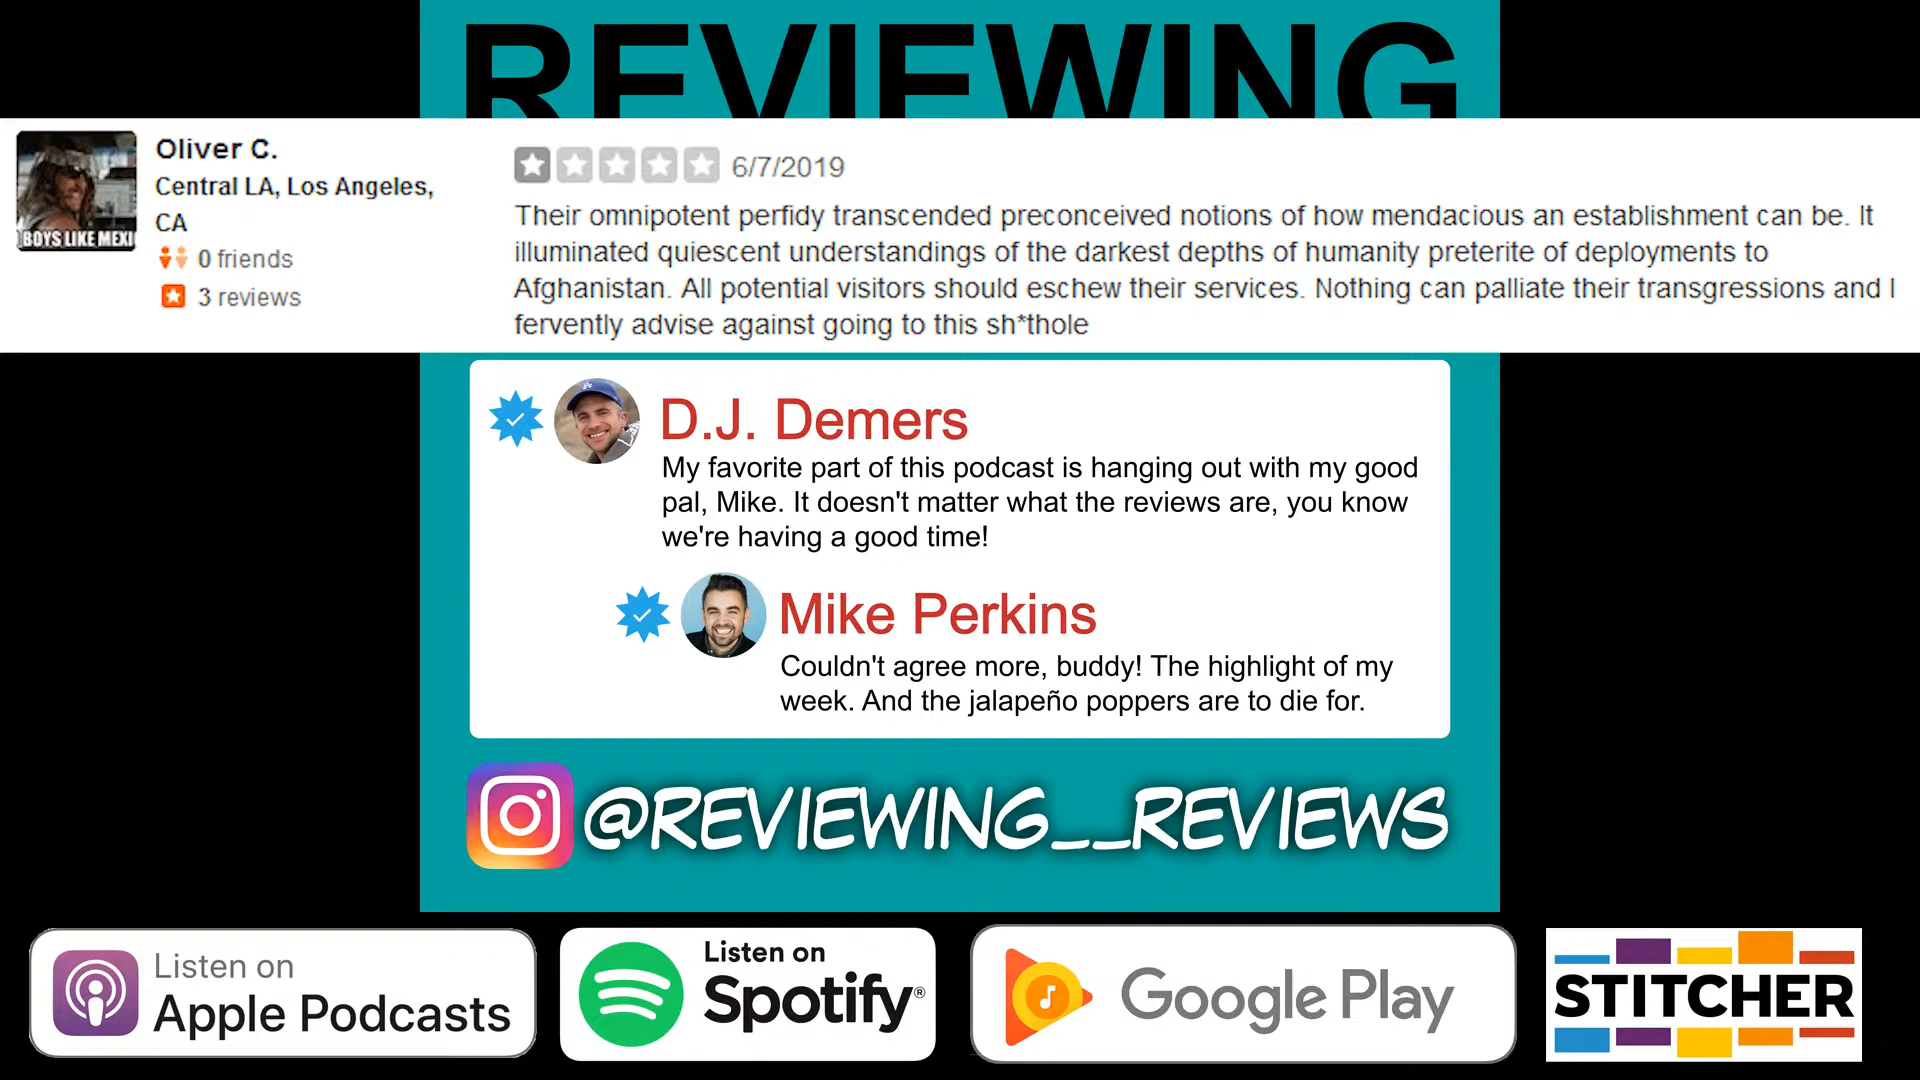 REVIEWING
Oliver C.
Central LA, Los Angeles,
CA
0 friends
3 reviews
BOYS LIKE MEXI
6/7/2019
Their omnipotent perfidy transcended preconceived notions of how mendacious an establishment can be. It
illuminated quiescent understandings of the darkest depths of humanity preterite of deployments to
Afghanistan. All potential visitors should eschew their services. Nothing can palliate their transgressions and I
fervently advise against going to this sh*thole
D.J. Demers
My favorite part of this podcast is hanging out with my good
pal, Mike. It doesn't matter what the reviews are, you know
we're having a good time!
Mike Perkins
Couldn't agree more, buddy! The highlight of my
week. And the jalapeño poppers are to die for.
@REVIEWING__REVIEWS
Listen on
Apple Podcasts
Listen on
Spotify®
Google Play
STITCHER